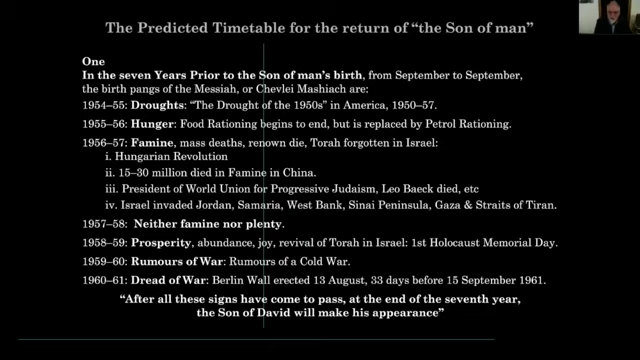 The Predicted Timetable for the return of “the Son of man”
One
In the seven Years Prior to the Son of man’s birth, from September to September,
the birth pangs of the Messiah, or Chevlei Mashiach are:
1954-55: Droughts: “The Drought of the 1950s” in America, 1950-57.
1955-56: Hunger: Food Rationing begins to end, but is replaced by Petrol Rationing.
1956-57: Famine, mass deaths, renown die, Torah forgotten in Israel:
i. Hungarian Revolution
ii. 15–30 million died in Famine in China.
iii. President of World Union for Progressive Judaism, Leo Baeck died, etc
iv. Israel invaded Jordan, Samaria, West Bank, Sinai Peninsula, Gaza & Straits of Tiran.
1957-58: Neither famine nor plenty.
1958-59: Prosperity, abundance, joy, revival of Torah in Israel: 1st Holocaust Memorial Day.
1959-60: Rumours of War: Rumours of a Cold War.
1960-61: Dread of War: Berlin Wall erected 13 August, 33 days before 15 September 1961.
“After all these signs have come to pass, at the end of the seventh year,
the Son of David will make his appearance”